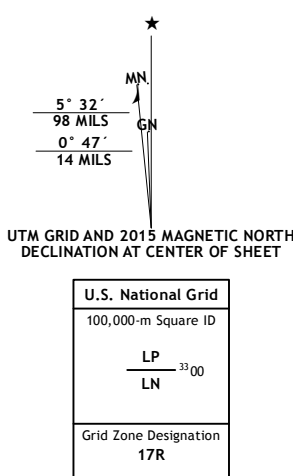 MN.
5° 32´
98 MILS
GN
0° 47´
14 MILS
UTM GRID AND 2015 MAGNETIC NORTH
DECLINATION AT CENTER OF SHEET
U.S. National Grid
100,000-m Square ID
LP
3300
LN
Grid Zone Designation
17R